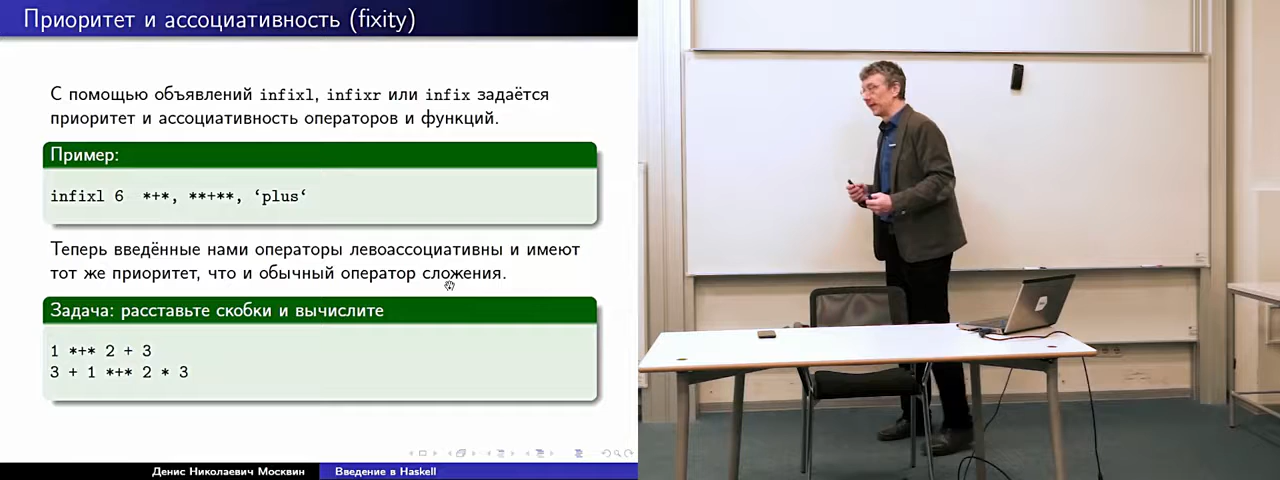 Приоритет и ассоциативность (fixity)
С помощью объявлений infixl, infixr или infix задаётся
приоритет и ассоциативность операторов и функций.
Пример:
infixl 6  *+*, **+**, ‘plus‘
Теперь введённые нами операторы левоассоциативны и имеют
тот же приоритет, что и обычный оператор сложения.
Задача: расставьте скобки и вычислите
1 *+* 2 + 3
3 + 1 *+* 2 * 3
Денис Николаевич Москвин
Введение в Haskell